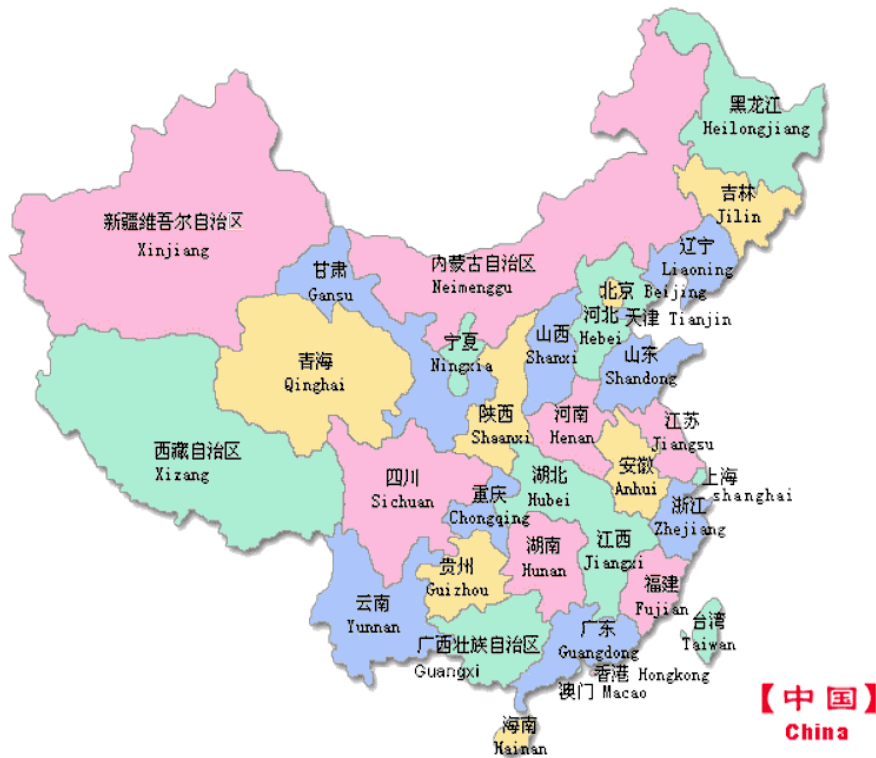 黑龙江
Heilongjiang
吉林
Jilin
新疆维吾尔自治区
Xinjiang
辽宁
Liaoning
内蒙古自治区
Neimenggu
甘肃
Gansu
北京 Beijing
河北
Hebei
天津 Tianjin
宁夏
Ningxia
山西
Shanxi
山东
Shandong
青海
Qinghai
陕西
Shaanxi
河南
Henan
江苏
Jiangsu
西藏自治区
Xizang
四川
Sichuan
重庆
Chongqing
湖北
Hubei
安徽
Anhui
上海
shanghai
浙江
Zhejiang
湖南
Hunan
江西
Jiangxi
贵州
Guizhou
福建
Fujian
云南
Yunnan
台湾
Taiwan
广西壮族自治区
Guangxi
广东
Guangdong
香港 Hongkong
澳门 Macao
海南
Hainan
【中国】
China